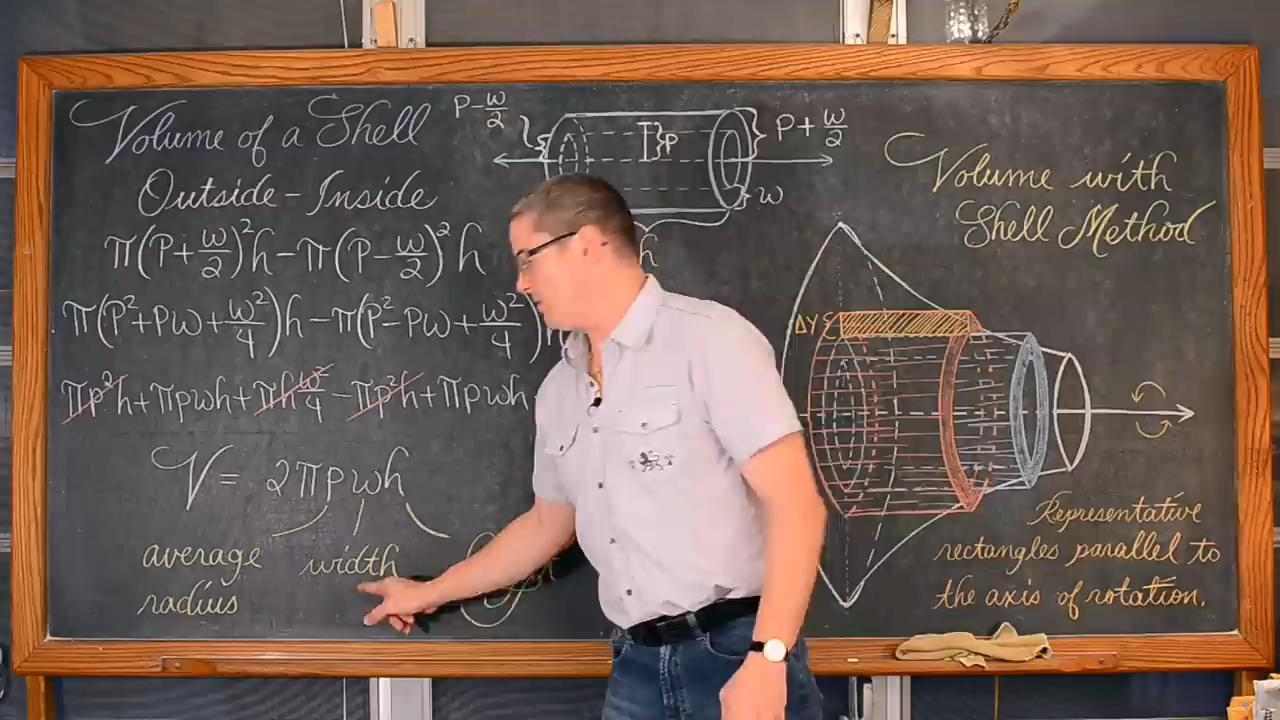 Volume of a Shell
Outside-Inside
π(P+w/2)²h-π(P-w/2)²h
π(P²+Pw+w²/4)h-π(P²-Pw+w²/4)h
πp²h+πpwh+πhw²/4-πp²h+πpwh
V= 2πpwh
average
radius
width
P-w/2
P
P+w/2
w
h
Volume with
Shell Method
ΔY
Representative
rectangles parallel to
the axis of rotation.